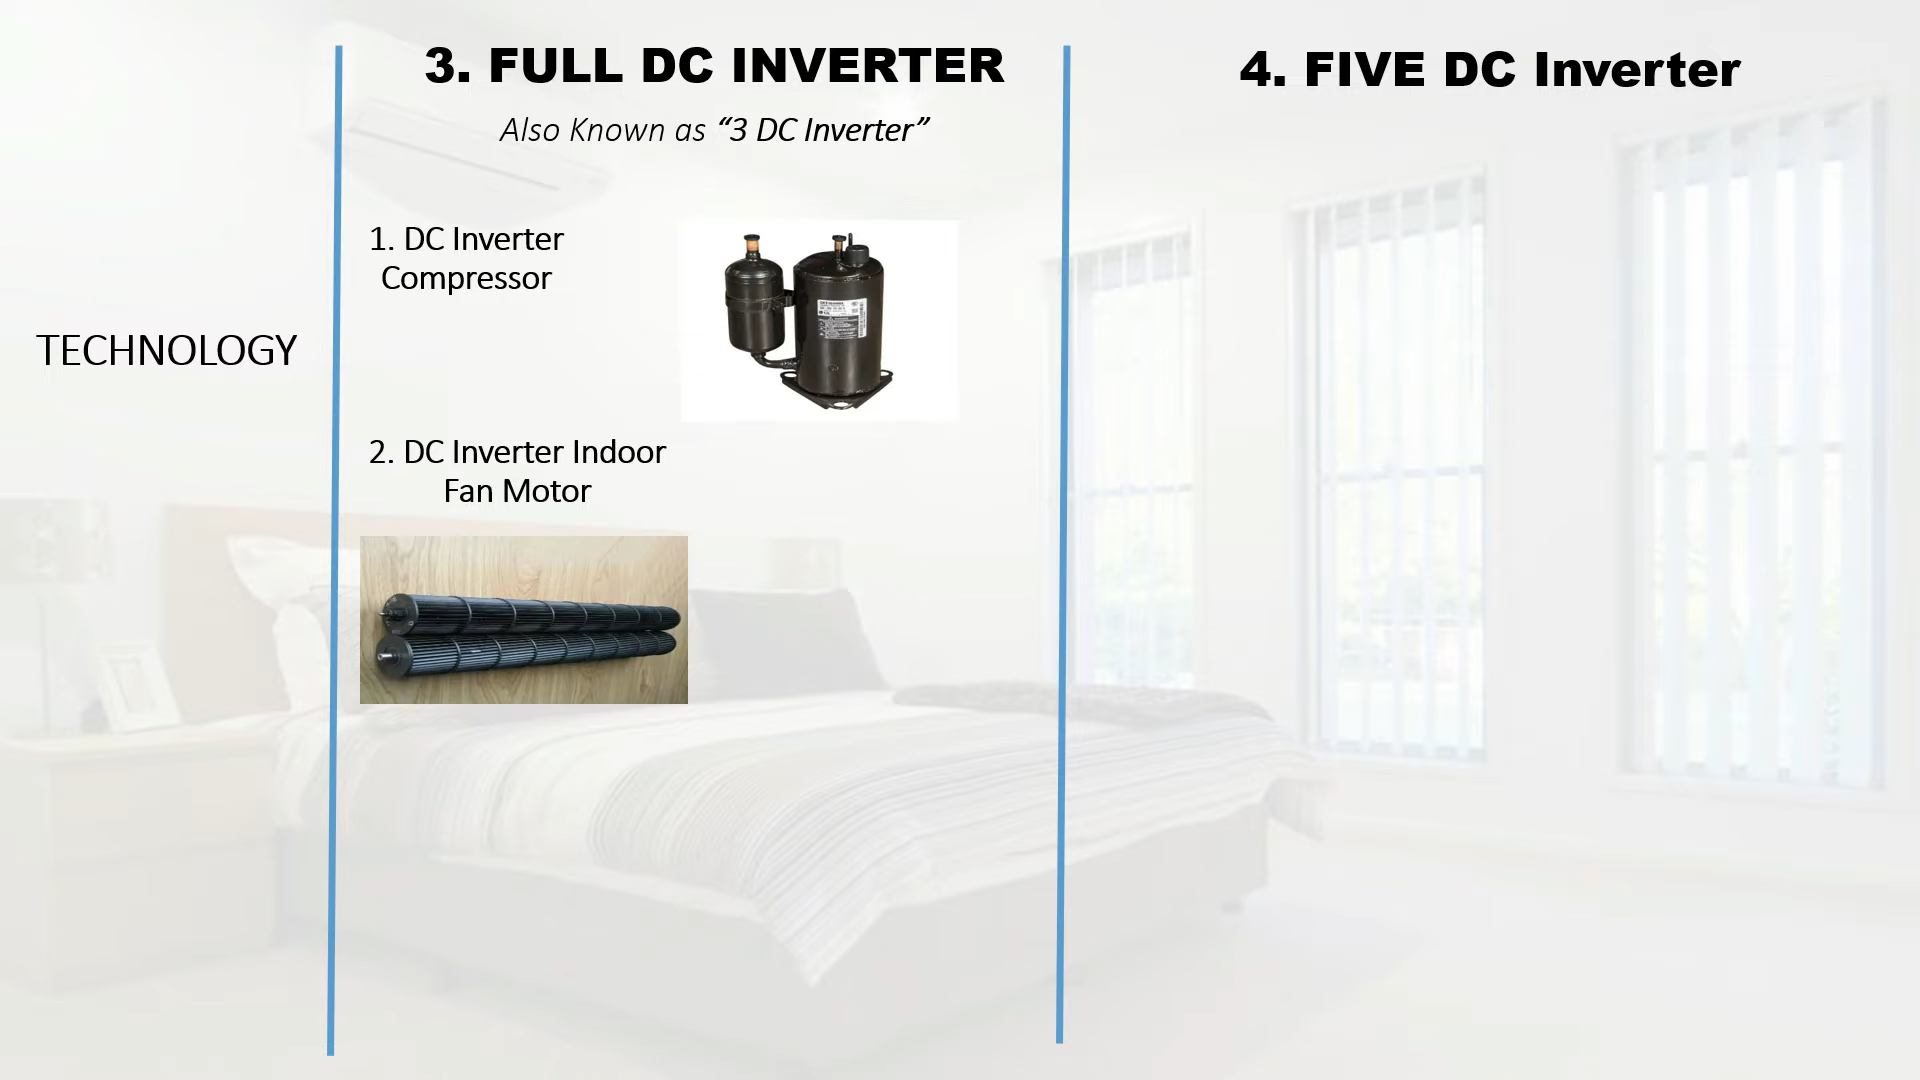 3. FULL DC INVERTER
Also Known as “3 DC Inverter”
4. FIVE DC Inverter
TECHNOLOGY
1. DC Inverter
Compressor
2. DC Inverter Indoor
Fan Motor